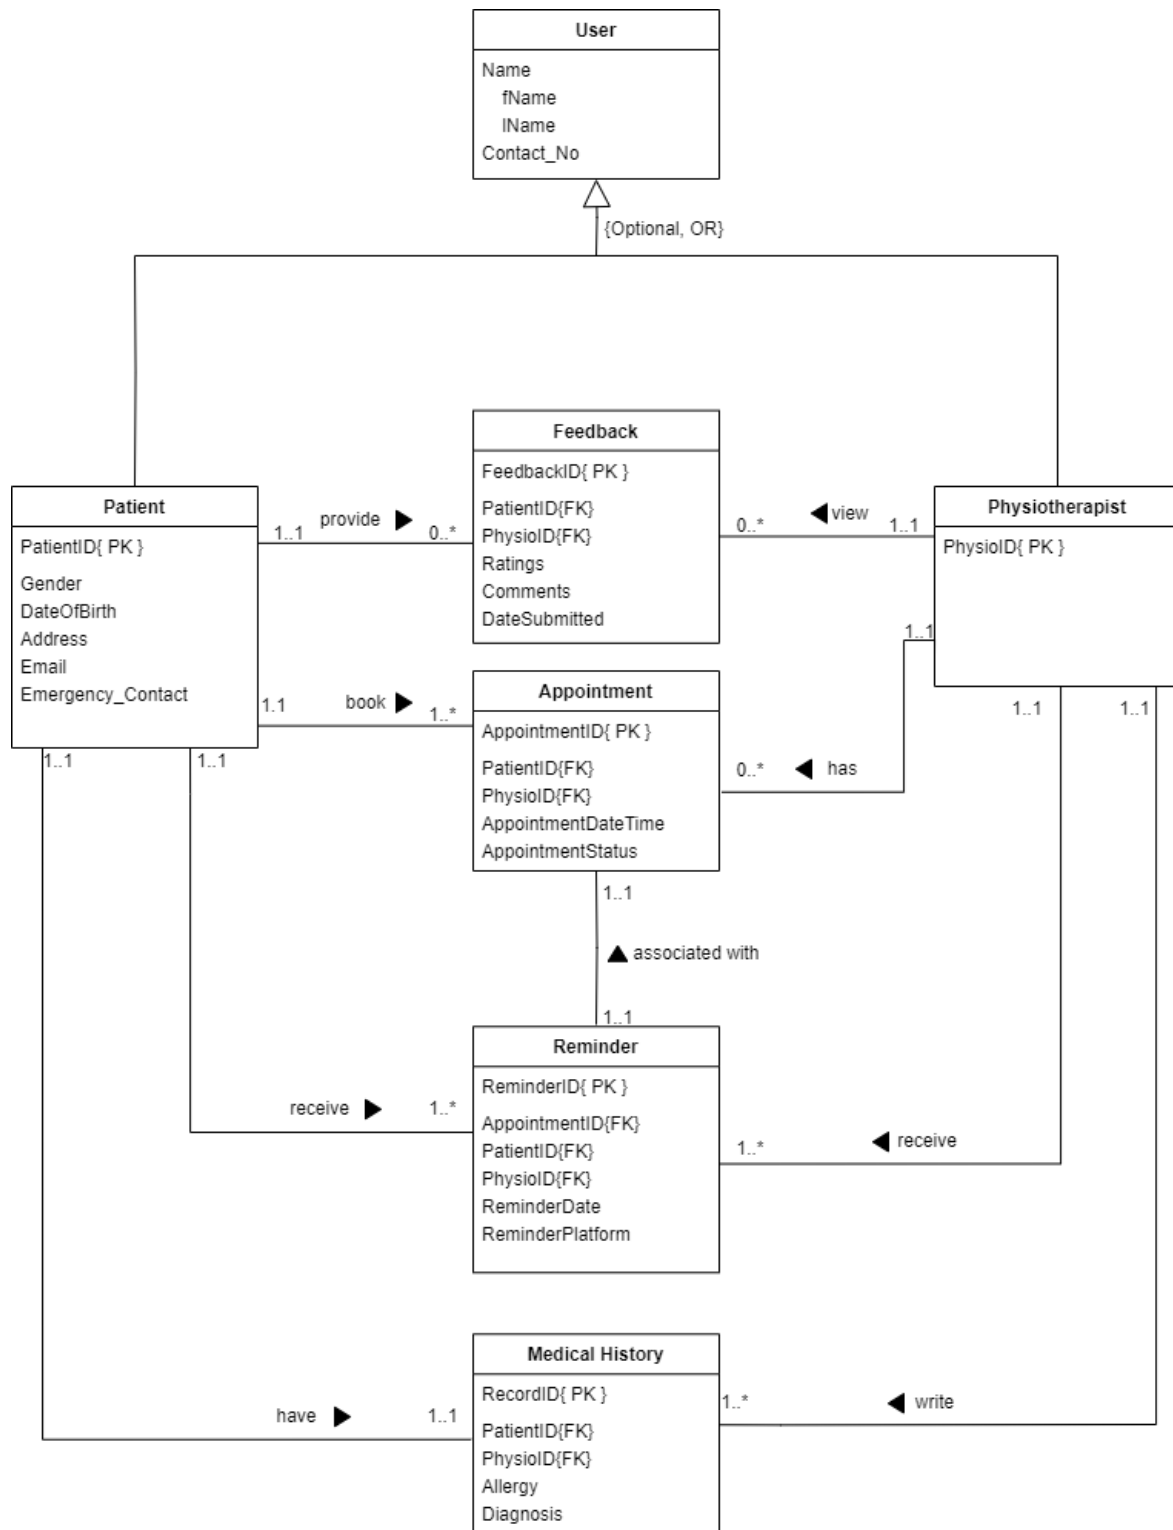 User
Name
fName
lName
Contact_No
{Optional, OR}
Feedback
FeedbackID{ PK }
PatientID{FK}
PhysioID{FK}
Ratings
Comments
DateSubmitted
Patient
PatientID{ PK }
Gender
DateOfBirth
Address
Email
Emergency_Contact
provide
1..1
0..*
view
0..*
1..1
Physiotherapist
PhysioID{ PK }
1..1
book
1.1
1..*
Appointment
AppointmentID{ PK }
PatientID{FK}
PhysioID{FK}
AppointmentDateTime
AppointmentStatus
has
0..*
1..1
1..1
1..1
1..1
1..1
associated with
1..1
Reminder
ReminderID{ PK }
AppointmentID{FK}
PatientID{FK}
PhysioID{FK}
ReminderDate
ReminderPlatform
receive
1..*
receive
1..*
Medical History
RecordID{ PK }
PatientID{FK}
PhysioID{FK}
Allergy
Diagnosis
have
1..1
1..*
write